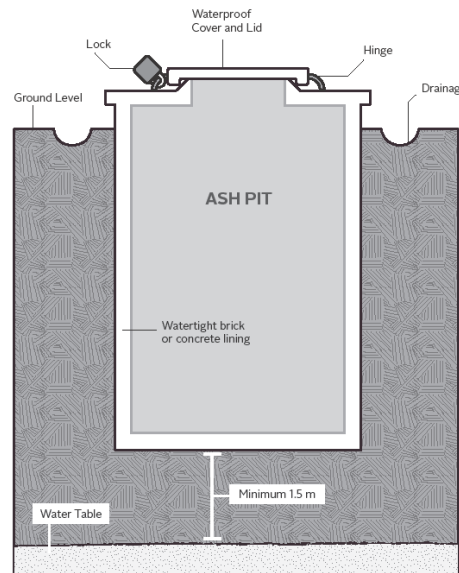 Waterproof
Cover and Lid
Lock
Hinge
Ground Level
Drainag
ASH PIT
Watertight brick
or concrete lining
Minimum 1.5 m
Water Table